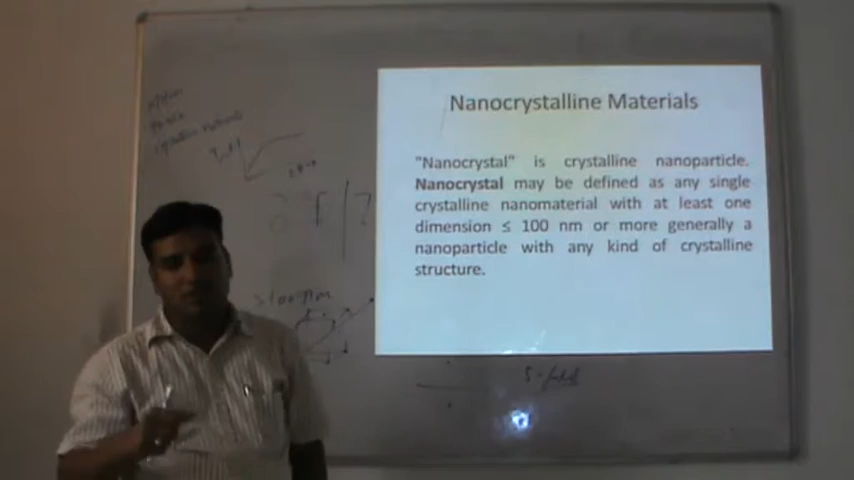 Nanocrystalline Materials
"Nanocrystal" is crystalline nanoparticle.
Nanocrystal may be defined as any single
crystalline nanomaterial with at least one
dimension ≤ 100 nm or more generally a
nanoparticle with any kind of crystalline
structure.